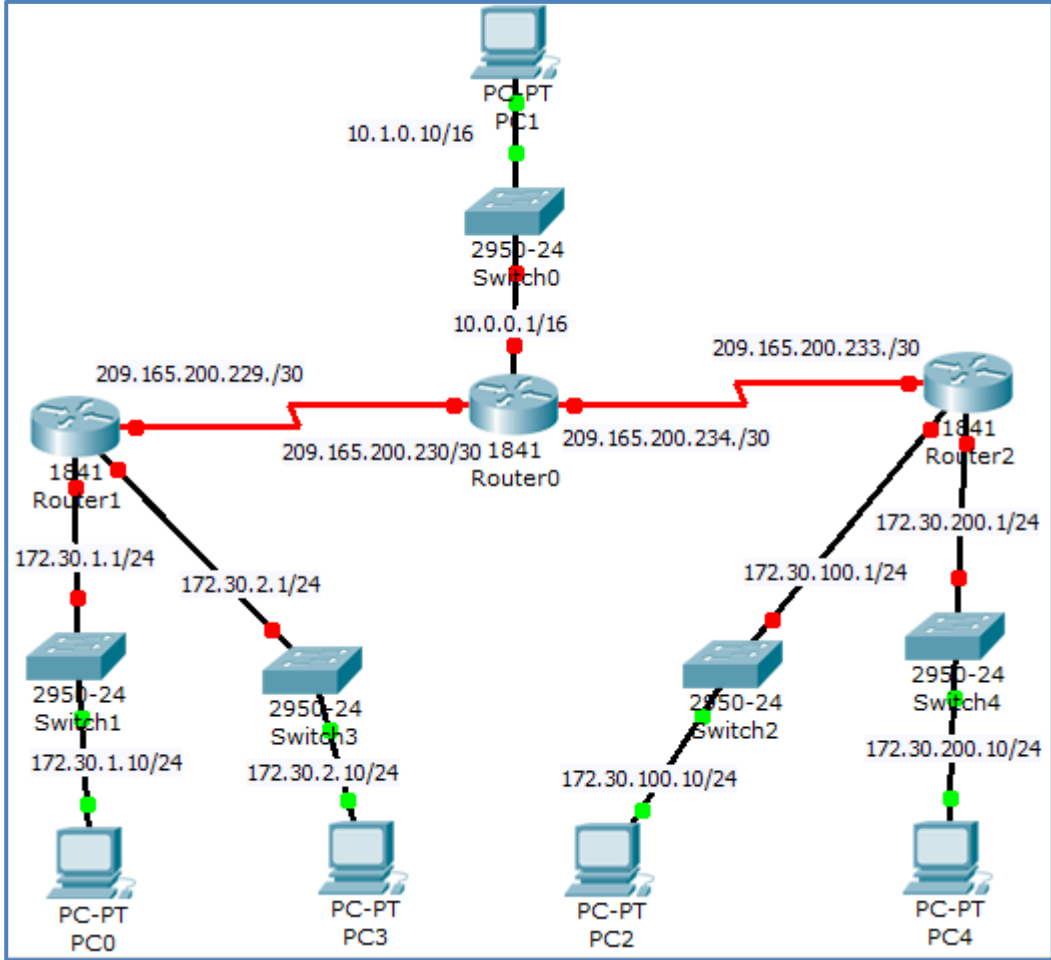 PC-PT
PC1
10.1.0.10/16
2950-24
Switch0
10.0.0.1/16
209.165.200.233./30
209.165.200.229./30
1841
Router1
209.165.200.230/30
1841
Router0
209.165.200.234./30
1841
Router2
172.30.1.1/24
172.30.2.1/24
172.30.100.1/24
172.30.200.1/24
2950-24
Switch1
2950-24
Switch3
2950-24
Switch2
2950-24
Switch4
172.30.1.10/24
172.30.2.10/24
172.30.100.10/24
172.30.200.10/24
PC-PT
PC0
PC-PT
PC3
PC-PT
PC2
PC-PT
PC4